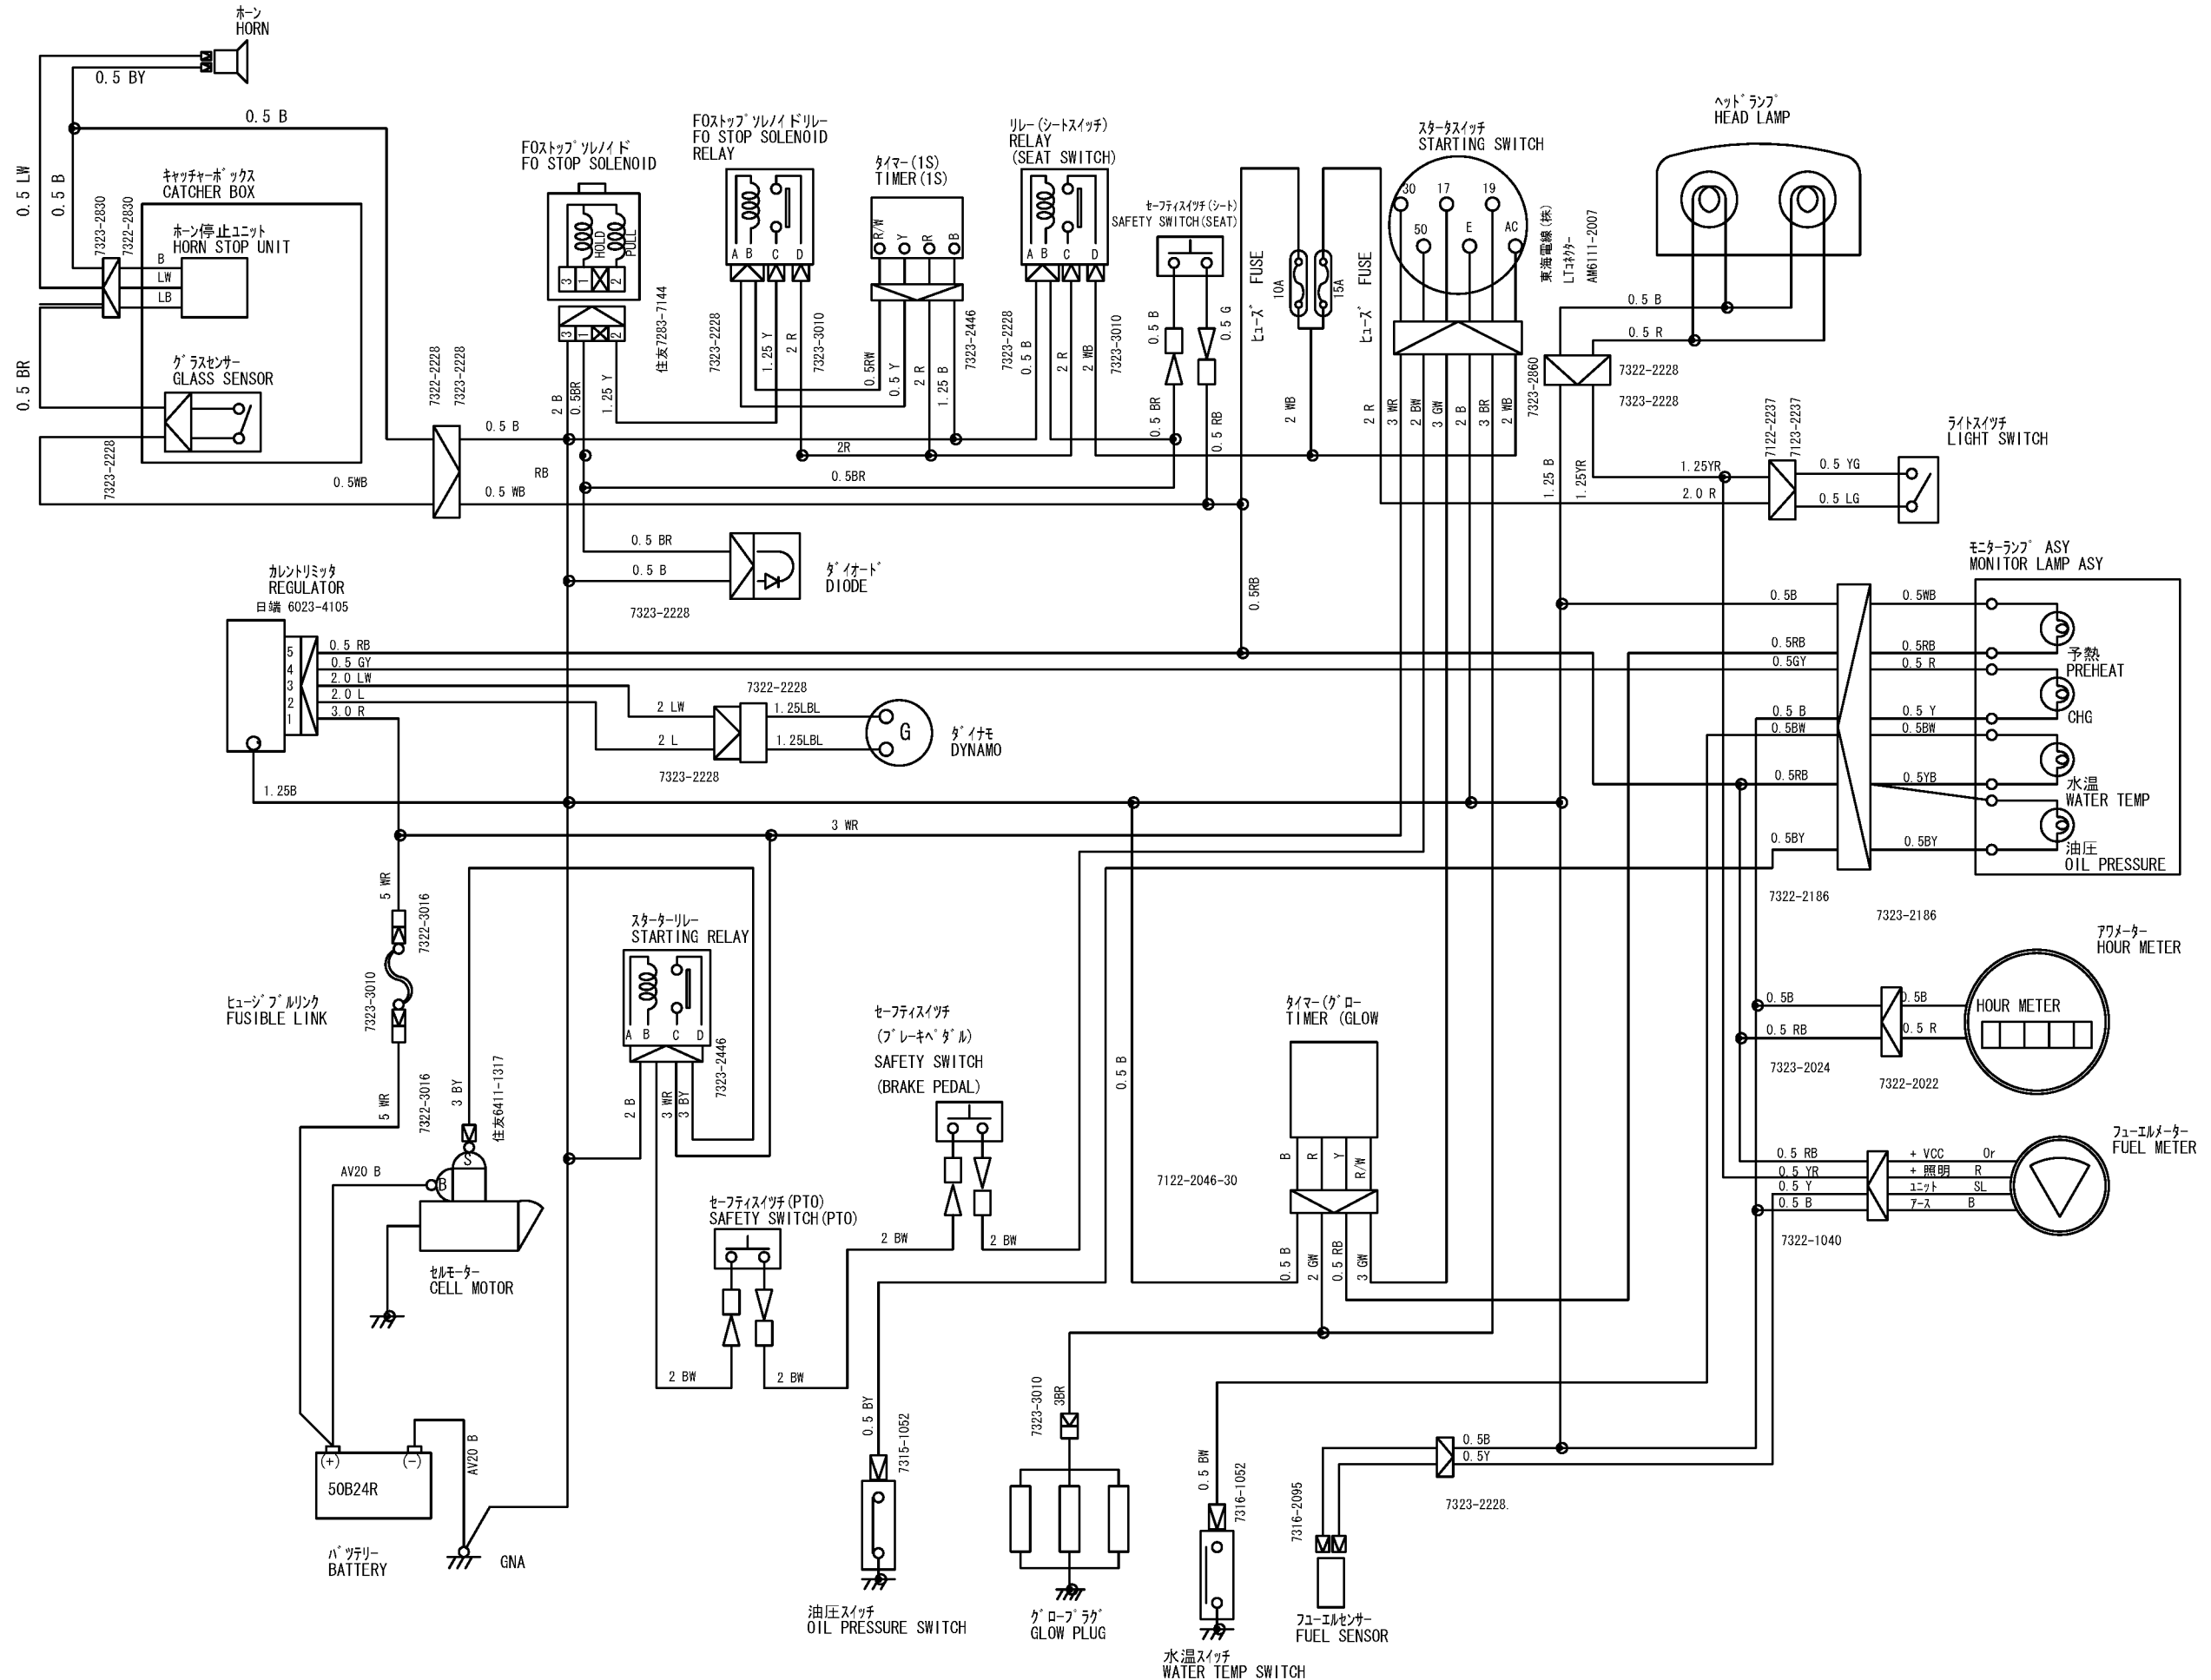 ホーン
HORN
0.5 BY
0.5 B
0.5 LW
0.5 B
キャッチャーボックス
CATCHER BOX
7323-2830
7322-2830
ホーン停止ユニット
HORN STOP UNIT
B
LW
LB
グラスセンサー
GLASS SENSOR
0.5 BR
7323-2228
0.5WB
7322-2228
7323-2228
0.5 B
RB
0.5 WB
FOストップソレノイド
FO STOP SOLENOID
HOLD
PULL
3
1
2
3
1
2
住友7283-7144
2 B
0.5BR
1.25 Y
FOストップソレノイドリレー
FO STOP SOLENOID
RELAY
A
B
C
D
7323-2228
1.25 Y
2 R
7323-3010
タイマー(1S)
TIMER(1S)
R/W
Y
R
B
0.5RW
0.5 Y
2 R
1.25 B
7323-2446
2R
0.5BR
リレー(シートスイッチ)
RELAY
(SEAT SWITCH)
A
B
C
D
7323-2228
0.5 B
2 R
2 WB
7323-3010
セーフティスイツチ(シート)
SAFETY SWITCH(SEAT)
0.5 B
0.5 G
0.5 BR
0.5 RB
ヒューズ FUSE
10A
15A
ヒューズ FUSE
2 WB
2 R
スタータスイッチ
STARTING SWITCH
30
17
19
50
E
AC
3 WR
2 BW
3 GW
2 B
3 BR
2 WB
7323-2860
東海電線(株)
LTコネクター
AM6111-2007
ヘッドランプ
HEAD LAMP
0.5 B
0.5 R
7322-2228
7323-2228
1.25 B
1.25YR
1.25YR
2.0 R
7122-2237
7123-2237
0.5 YG
0.5 LG
ライトスイツチ
LIGHT SWITCH
0.5 BR
0.5 B
ダイオード
DIODE
7323-2228
0.5RB
カレントリミッタ
REGULATOR
日端 6023-4105
5
4
3
2
1
0.5 RB
0.5 GY
2.0 LW
2.0 L
3.0 R
1.25B
7322-2228
2 LW
2 L
1.25LBL
1.25LBL
7323-2228
G
ダイナモ
DYNAMO
3 WR
モニターランプ ASY
MONITOR LAMP ASY
0.5B
0.5RB
0.5GY
0.5 B
0.5BW
0.5RB
0.5BY
0.5WB
0.5RB
0.5 R
0.5 Y
0.5BW
0.5YB
0.5BY
予熱
PREHEAT
CHG
水温
WATER TEMP
油圧
OIL PRESSURE
7322-2186
7323-2186
5 WR
7322-3016
ヒュージブルリンク
FUSIBLE LINK
7323-3010
5 WR
7322-3016
3 BY
住友6411-1317
スターターリレー
STARTING RELAY
A
B
C
D
2 B
3 WR
3 BY
7323-2446
AV20 B
S
B
セルモーター
CELL MOTOR
セーフティスイツチ
(ブレーキペダル)
SAFETY SWITCH
(BRAKE PEDAL)
セーフティスイツチ(PTO)
SAFETY SWITCH(PTO)
2 BW
2 BW
2 BW
2 BW
0.5 B
タイマー(グロー
TIMER (GLOW
B
R
Y
R/W
7122-2046-30
0.5 B
2 GW
0.5 RB
3 GW
アワメーター
HOUR METER
HOUR METER
0.5B
0.5 RB
0.5B
0.5 R
7323-2024
7322-2022
フューエルメーター
FUEL METER
0.5 RB
0.5 YR
0.5 Y
0.5 B
+ VCC Or
+ 照明 R
ユニット SL
アース B
7322-1040
(+)
(-)
50B24R
バッテリー
BATTERY
AV20 B
GNA
0.5 BY
7315-1052
油圧スイッチ
OIL PRESSURE SWITCH
7323-3010
3BR
グロープラグ
GLOW PLUG
0.5 BW
7316-1052
水温スイッチ
WATER TEMP SWITCH
0.5B
0.5Y
7316-2095
7323-2228.
フューエルセンサー
FUEL SENSOR